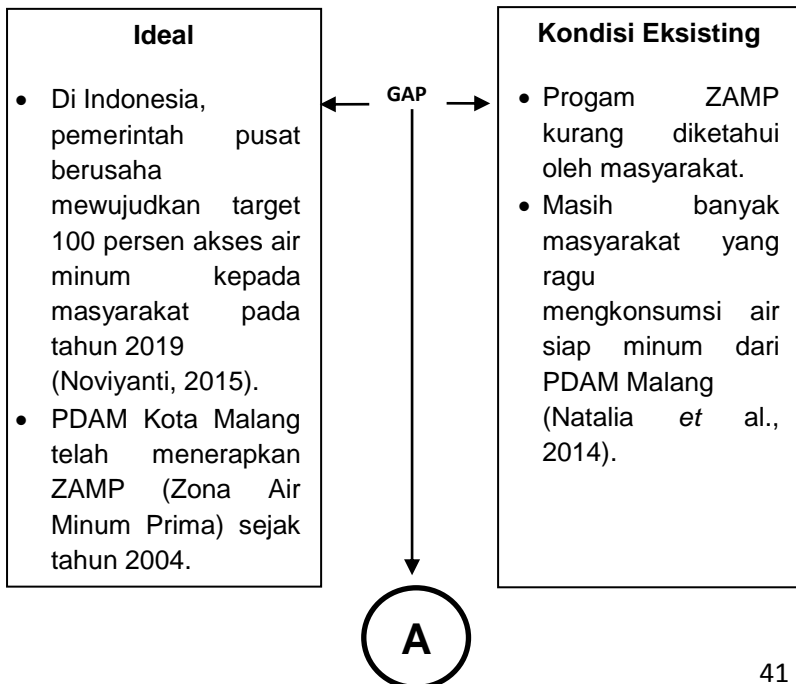 Ideal
• Di Indonesia,
pemerintah pusat
berusaha
mewujudkan target
100 persen akses air
minum kepada
masyarakat pada
tahun 2019
(Noviyanti, 2015).
• PDAM Kota Malang
telah menerapkan
ZAMP (Zona Air
Minum Prima) sejak
tahun 2004.
GAP
Kondisi Eksisting
• Progam ZAMP
kurang diketahui
oleh masyarakat.
• Masih banyak
masyarakat yang
ragu
mengkonsumsi air
siap minum dari
PDAM Malang
(Natalia et al.,
2014).
A
41